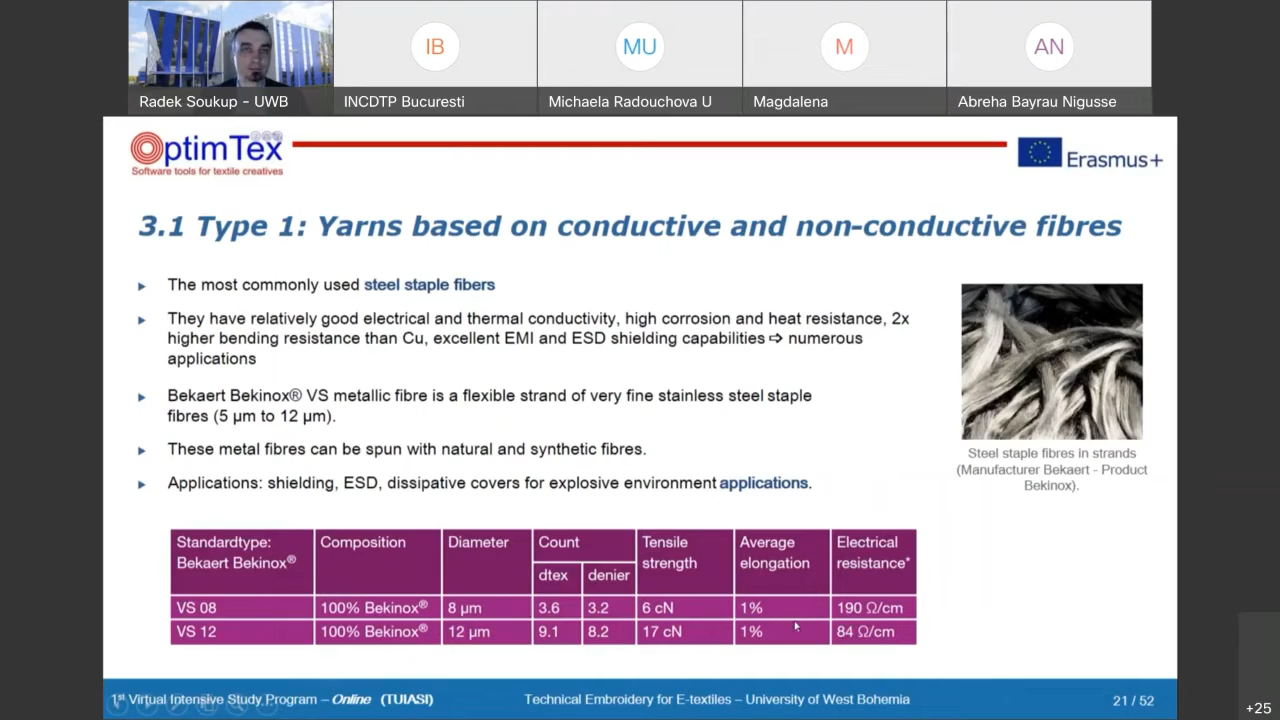 IB
MU
M
AN
Radek Soukup - UWB
INCDTP Bucuresti
Michaela Radouchova U
Magdalena
Abreha Bayrau Nigusse
OptimTex
Software tools for textile creatives
Erasmus+
3.1 Type 1: Yarns based on conductive and non-conductive fibres
The most commonly used steel staple fibers
They have relatively good electrical and thermal conductivity, high corrosion and heat resistance, 2x
higher bending resistance than Cu, excellent EMI and ESD shielding capabilities ⇨ numerous
applications
Bekaert Bekinox® VS metallic fibre is a flexible strand of very fine stainless steel staple
fibres (5 µm to 12 µm).
These metal fibres can be spun with natural and synthetic fibres.
Applications: shielding, ESD, dissipative covers for explosive environment applications.
Steel staple fibres in strands
(Manufacturer Bekaert - Product
Bekinox).
Standardtype: Composition Diameter Count Tensile Average Electrical
Bekaert Bekinox® dtex denier strength elongation resistance*
VS 08 100% Bekinox® 8 µm 3.6 3.2 6 cN 1% 190 Ω/cm
VS 12 100% Bekinox® 12 µm 9.1 8.2 17 cN 1% 84 Ω/cm
1st Virtual Intensive Study Program – Online (TUIASI)
Technical Embroidery for E-textiles – University of West Bohemia
21 / 52
+25